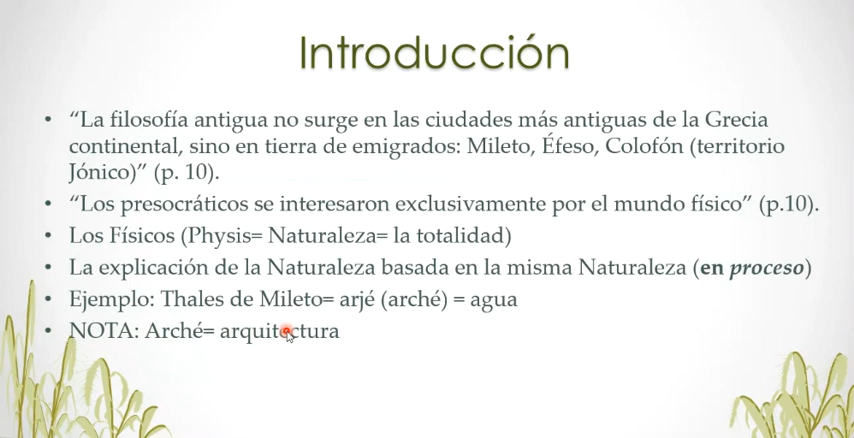 Introducción
• “La filosofía antigua no surge en las ciudades más antiguas de la Grecia
continental, sino en tierra de emigrados: Mileto, Éfeso, Colofón (territorio
Jónico)” (p. 10).
• “Los presocráticos se interesaron exclusivamente por el mundo físico” (p.10).
• Los Físicos (Physis= Naturaleza= la totalidad)
• La explicación de la Naturaleza basada en la misma Naturaleza (en proceso)
• Ejemplo: Thales de Mileto= arjé (arché) = agua
• NOTA: Arché= arquitectura